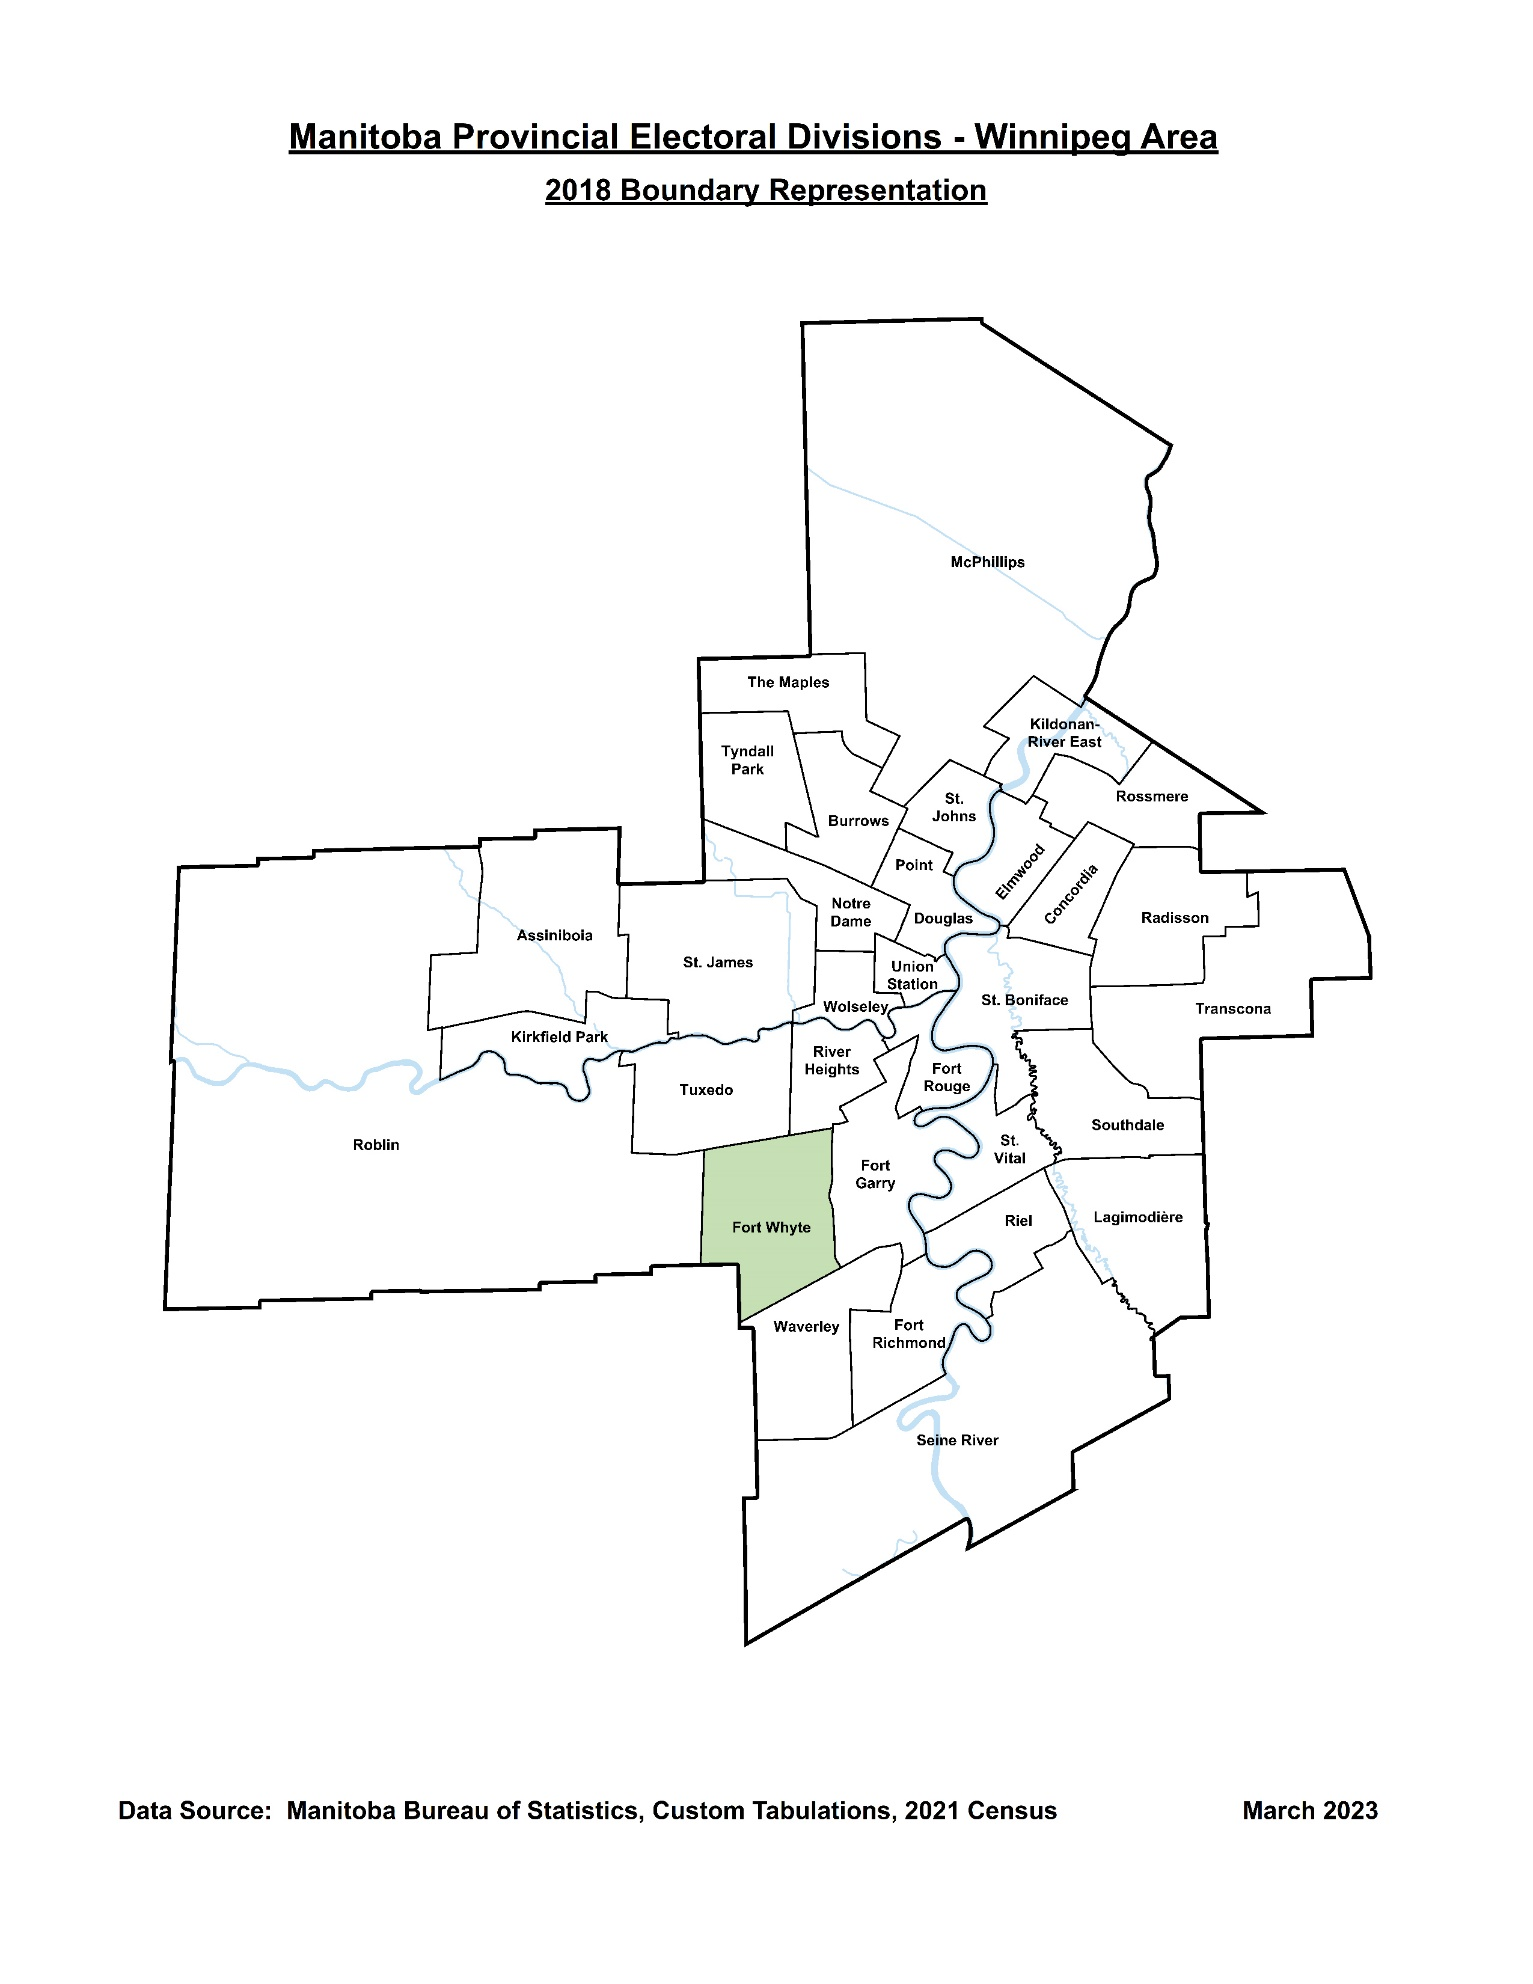 Manitoba Provincial Electoral Divisions - Winnipeg Area
2018 Boundary Representation
McPhillips
The Maples
Kildonan-
River East
Tyndall
Park
Rossmere
St.
Johns
Burrows
Point
Elmwood
Concordia
Notre
Dame
Douglas
Radisson
Assiniboia
St. James
Union
Station
St. Boniface
Wolseley
Transcona
Kirkfield Park
River
Heights
Fort
Rouge
Tuxedo
Southdale
Roblin
St.
Vital
Fort
Garry
Lagimodière
Riel
Fort Whyte
Waverley
Fort
Richmond
Seine River
Data Source:  Manitoba Bureau of Statistics, Custom Tabulations, 2021 Census
March 2023